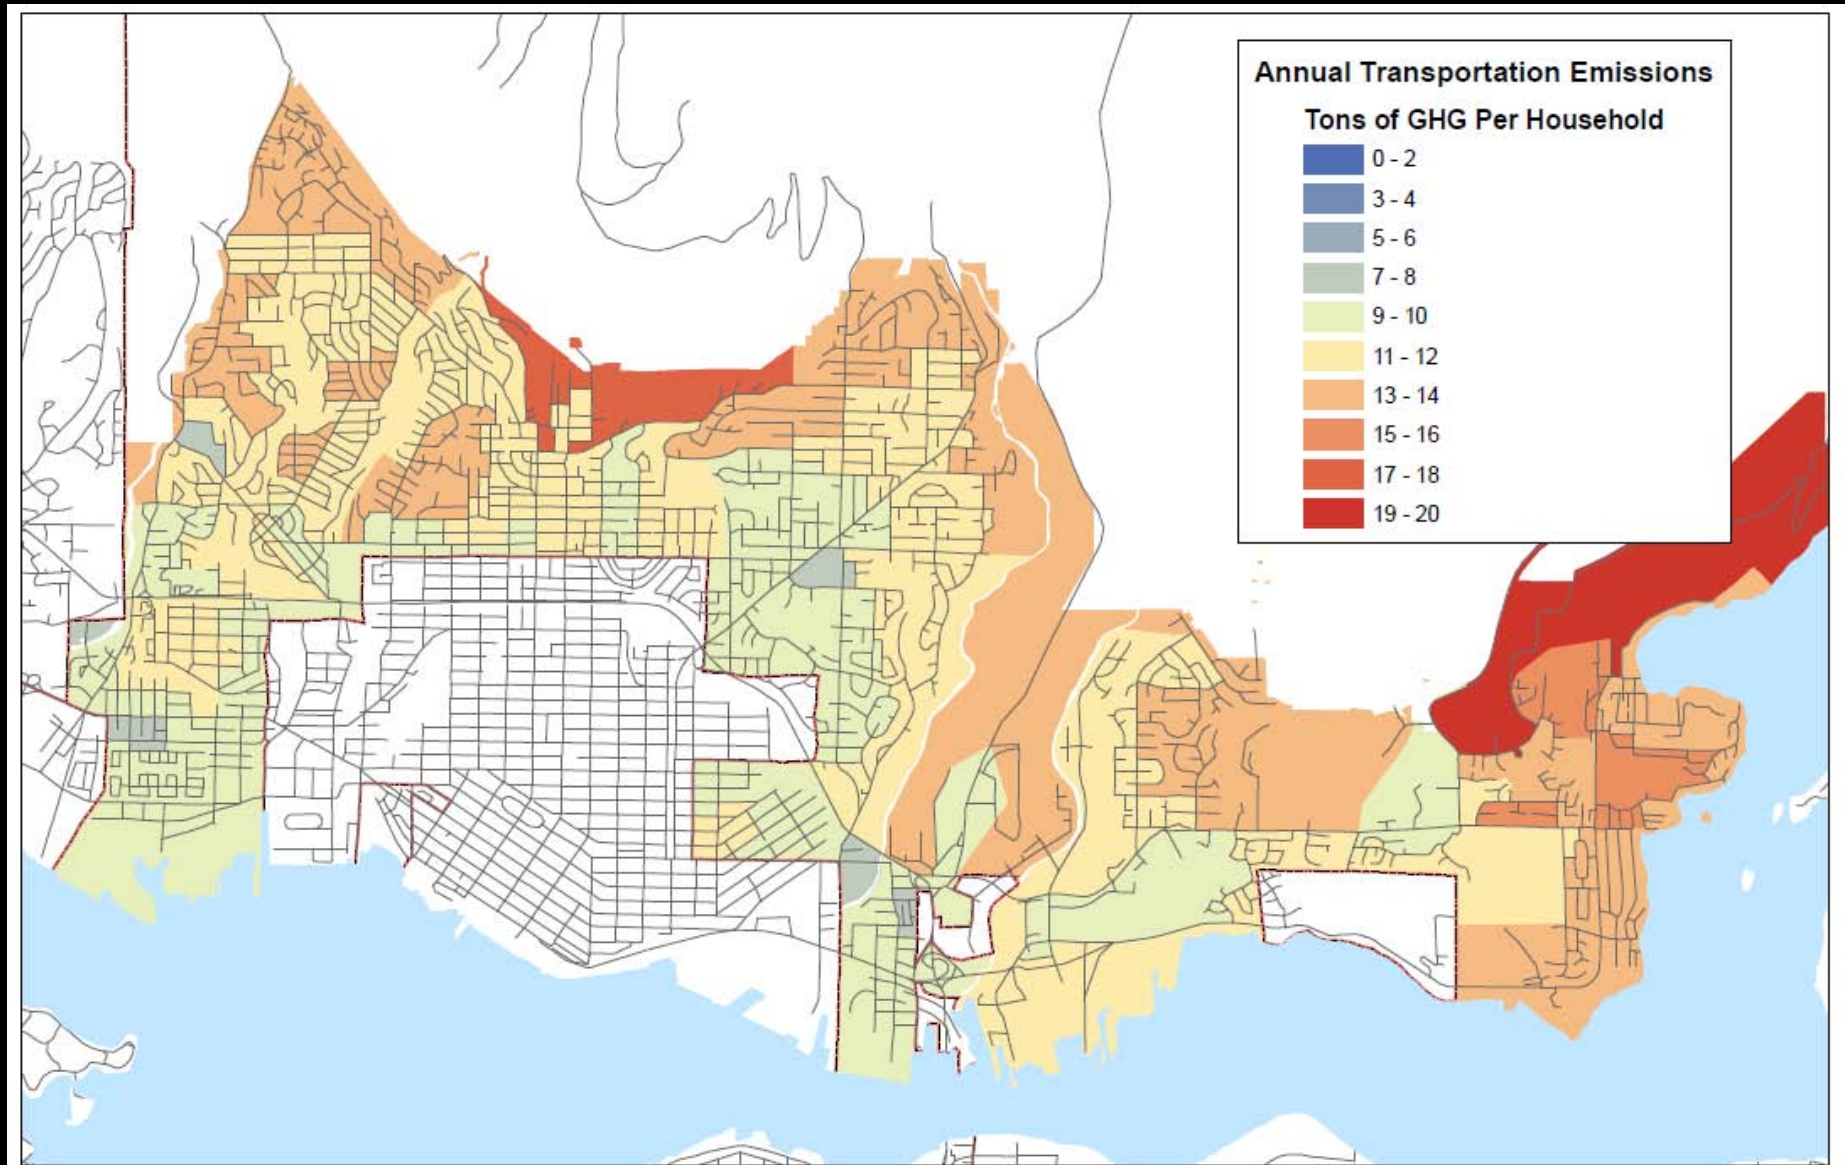 Annual Transportation Emissions
Tons of GHG Per Household
0 - 2
3 - 4
5 - 6
7 - 8
9 - 10
11 - 12
13 - 14
15 - 16
17 - 18
19 - 20